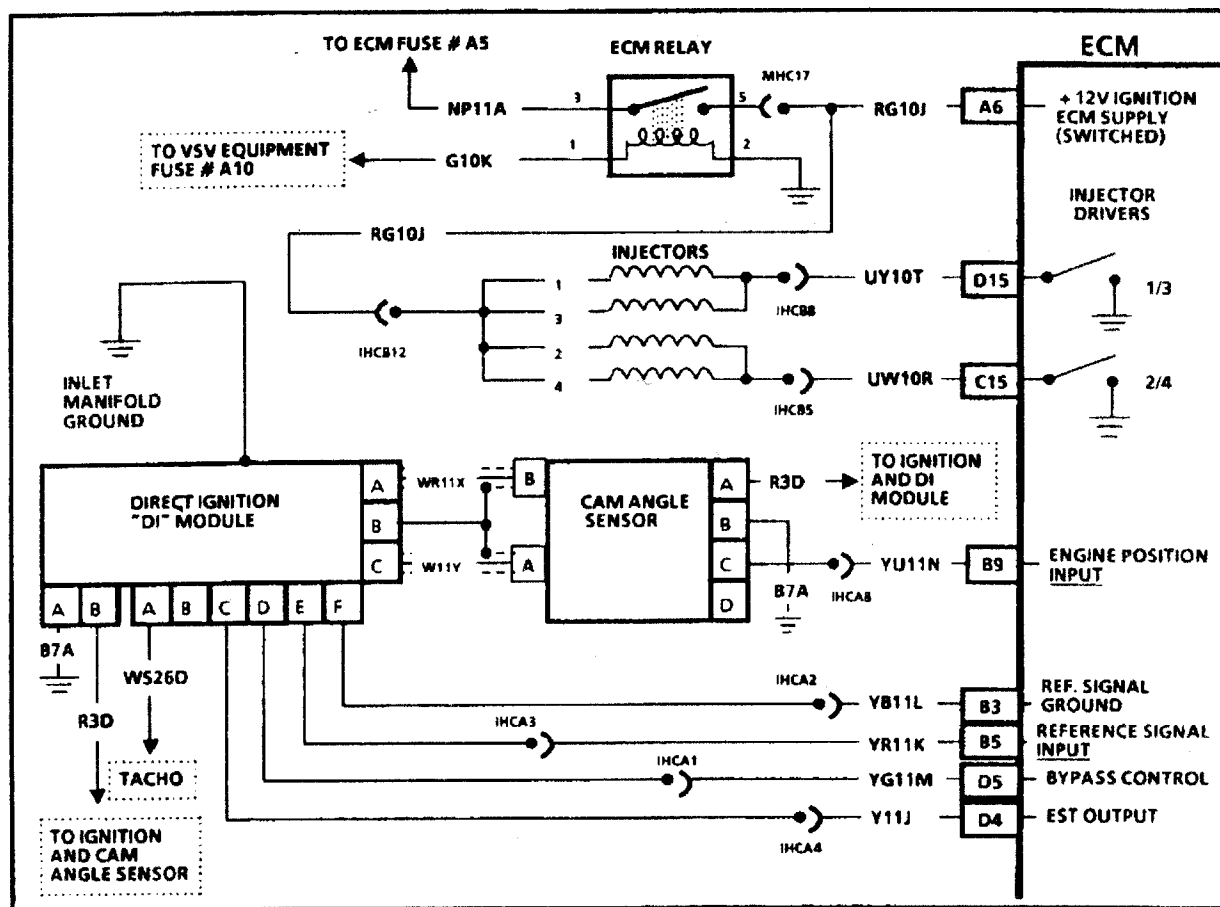 TO ECM FUSE # A5
ECM RELAY
ECM
MHC17
NP11A
3
5
RG10J
A6
+ 12V IGNITION
ECM SUPPLY
(SWITCHED)
TO VSV EQUIPMENT
FUSE # A10
G10K
1
2
INJECTOR
DRIVERS
RG10J
INJECTORS
1
UY10T
D15
1/3
3
IHCB8
IHCB12
2
4
UW10R
C15
2/4
IHCB5
INLET
MANIFOLD
GROUND
DIRECT IGNITION
"DI" MODULE
A
B
C
WR11X
W11Y
B
A
CAM ANGLE
SENSOR
A
B
C
D
R3D
TO IGNITION
AND DI
MODULE
B7A
IHCA8
YU11N
B9
ENGINE POSITION
INPUT
A
B
A
B
C
D
E
F
B7A
WS26D
R3D
TACHO
TO IGNITION
AND CAM
ANGLE SENSOR
IHCA2
YB11L
B3
REF. SIGNAL
GROUND
IHCA3
YR11K
B5
REFERENCE SIGNAL
INPUT
IHCA1
YG11M
D5
BYPASS CONTROL
IHCA4
Y11J
D4
EST OUTPUT